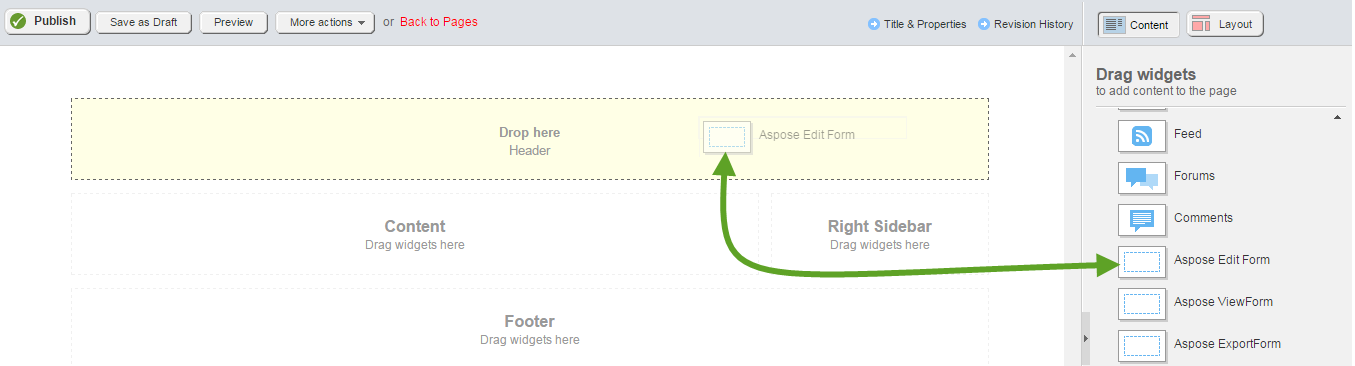 Publish
Save as Draft
Preview
More actions
or Back to Pages
Title & Properties
Revision History
Content
Layout
Drag widgets
to add content to the page
Drop here
Header
Aspose Edit Form
Content
Drag widgets here
Right Sidebar
Drag widgets here
Footer
Drag widgets here
Feed
Forums
Comments
Aspose Edit Form
Aspose ViewForm
Aspose ExportForm